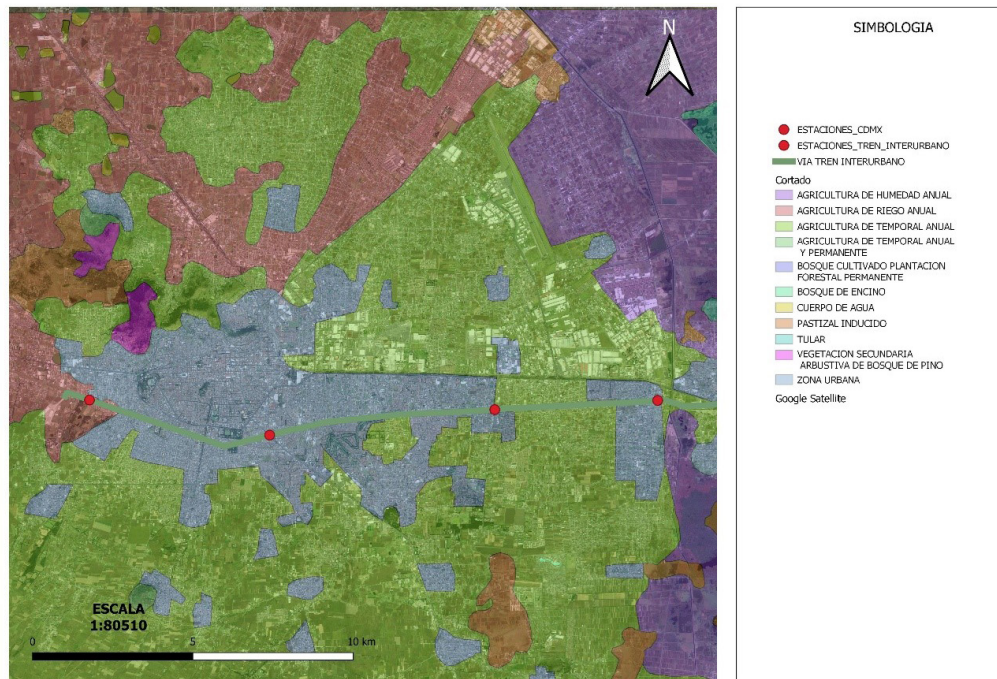 N
ESCALA
1:80510
0 5 10 km
SIMBOLOGIA
ESTACIONES_CDMX
ESTACIONES_TREN_INTERURBANO
VIA TREN INTERURBANO
Cortado
AGRICULTURA DE HUMEDAD ANUAL
AGRICULTURA DE RIEGO ANUAL
AGRICULTURA DE TEMPORAL ANUAL
AGRICULTURA DE TEMPORAL ANUAL
Y PERMANENTE
BOSQUE CULTIVADO PLANTACION
FORESTAL PERMANENTE
BOSQUE DE ENCINO
CUERPO DE AGUA
PASTIZAL INDUCIDO
TULAR
VEGETACION SECUNDARIA
ARBUSTIVA DE BOSQUE DE PINO
ZONA URBANA
Google Satellite